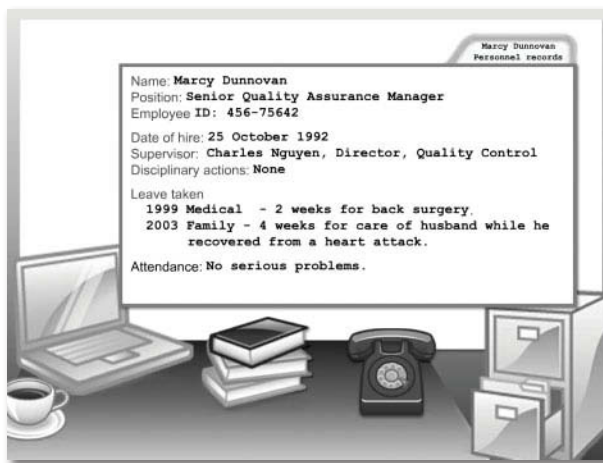 Marcy Dunnovan
Personnel records
Name: Marcy Dunnovan
Position: Senior Quality Assurance Manager
Employee ID: 456-75642
Date of hire: 25 October 1992
Supervisor: Charles Nguyen, Director, Quality Control
Disciplinary actions: None
Leave taken
1999 Medical - 2 weeks for back surgery.
2003 Family - 4 weeks for care of husband while he
recovered from a heart attack.
Attendance: No serious problems.